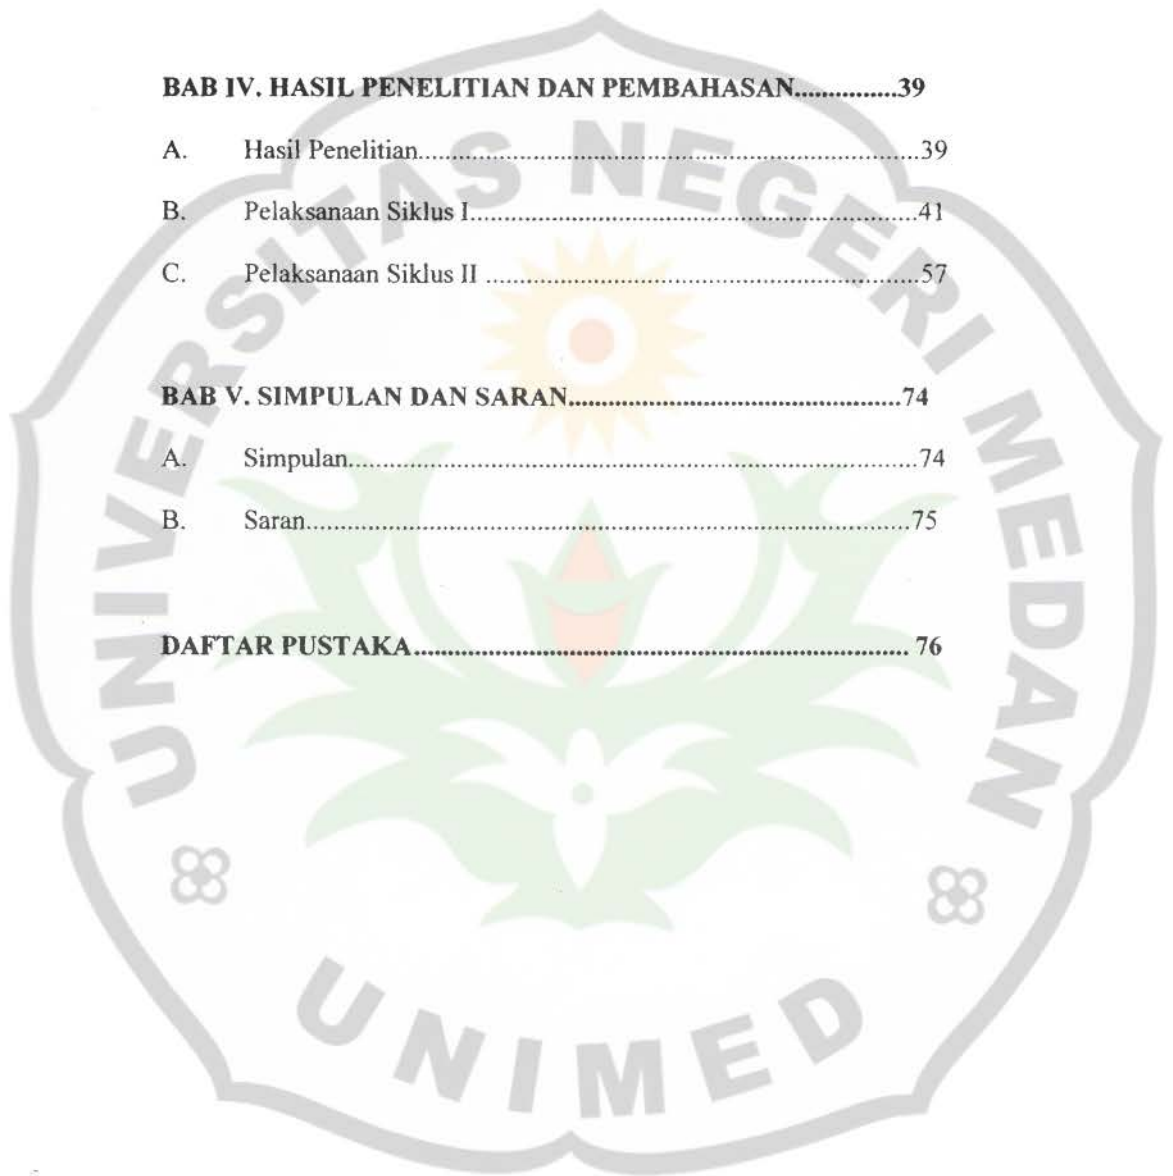 BAB IV. HASIL PENELITIAN DAN PEMBAHASAN...............39
A. Hasil Penelitian...............39
B. Pelaksanaan Siklus I...............41
C. Pelaksanaan Siklus II ...............57
BAB V. SIMPULAN DAN SARAN...............74
A. Simpulan...............74
B. Saran...............75
DAFTAR PUSTAKA............... 76
UNIVERSITAS NEGERI MEDAN
UNIMED